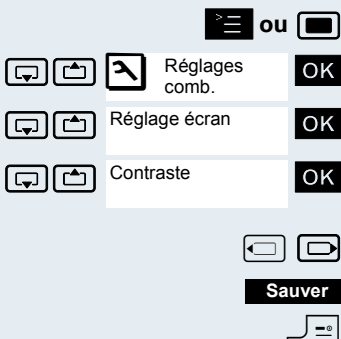 ou
Réglages
comb.
OK
Réglage écran
OK
Contraste
OK
Sauver